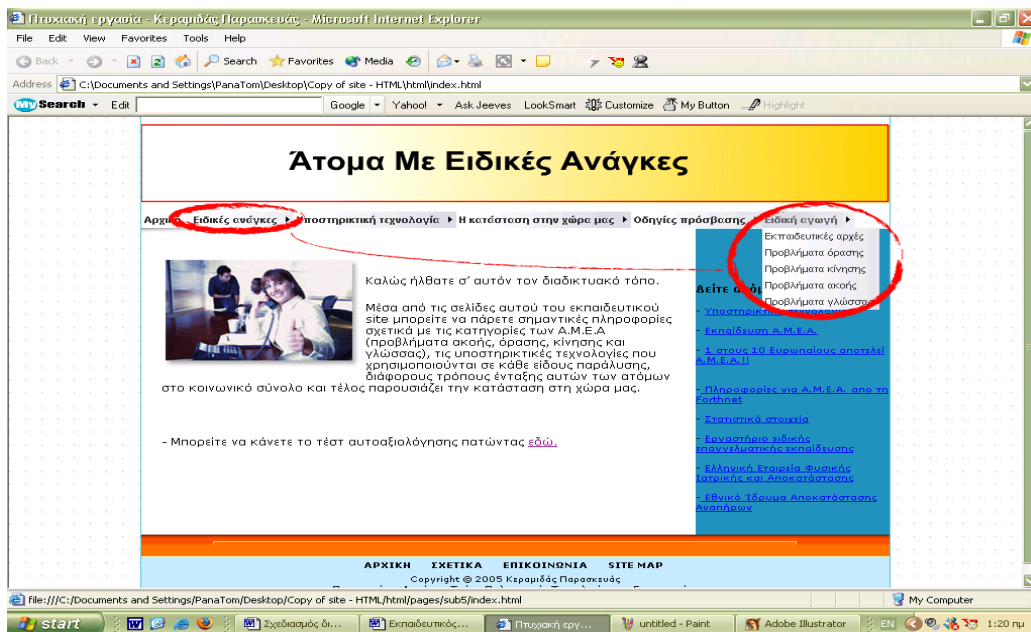 Πτυχιακή εργασία - Κεραμιδάς Παρασκευάς - Microsoft Internet Explorer
File Edit View Favorites Tools Help
Back Search Favorites Media
Address C:\Documents and Settings\PanaTom\Desktop\Copy of site - HTML\html\index.html
My Search Edit Google Yahoo! Ask Jeeves LookSmart Customize My Button Highlight
Άτομα Με Ειδικές Ανάγκες
Ειδικές ανάγκες Υποστηρικτική τεχνολογία Η κατάσταση στην χώρα μας Οδηγίες πρόσβασης Ειδική αγωγή
Εκπαιδευτικές αρχές
Προβλήματα όρασης
Προβλήματα κίνησης
Προβλήματα ακοής
Προβλήματα γλώσσας
Καλώς ήλθατε σ’ αυτόν τον διαδικτυακό τόπο.
Μέσα από τις σελίδες αυτού του εκπαιδευτικού
site μπορείτε να πάρετε σημαντικές πληροφορίες
σχετικά με τις κατηγορίες των Α.Μ.Ε.Α
(προβλήματα ακοής, όρασης, κίνησης και
γλώσσας), τις υποστηρικτικές τεχνολογίες που
χρησιμοποιούνται σε κάθε είδους παράλυσης,
διάφορους τρόπους ένταξης αυτών των ατόμων
στο κοινωνικό σύνολο και τέλος παρουσιάζει την κατάσταση στη χώρα μας.
- Μπορείτε να κάνετε το τέστ αυτοαξιολόγησης πατώντας εδώ.
Δείτε
- Υποστηρικτική
- Εκπαίδευση Α.Μ.Ε.Α.
- 1 στους 10 Ευρωπαίους αποτελεί
Α.Μ.Ε.Α.!!
- Πληροφορίες για Α.Μ.Ε.Α. απο τη
Forthnet
- Στατιστικά στοιχεία
- Εργαστήριο ειδικής
επαγγελματικής εκπαίδευσης
- Ελληνική Εταιρεία Φυσικής
Ιατρικής και Αποκατάστασης
- Εθνικό Ίδρυμα Αποκατάστασης
Αναπήρων
ΑΡΧΙΚΗ ΣΧΕΤΙΚΑ ΕΠΙΚΟΙΝΩΝΙΑ SITE MAP
Copyright @ 2005 Κεραμιδάς Παρασκευάς
file:///C:/Documents and Settings/PanaTom/Desktop/Copy of site - HTML/html/pages/sub5/index.html My Computer
start Σχεδιασμός δι... Εκπαιδευτικός... Πτυχιακή εργ... untitled - Paint Adobe Illustrator EN 1:20 πμ